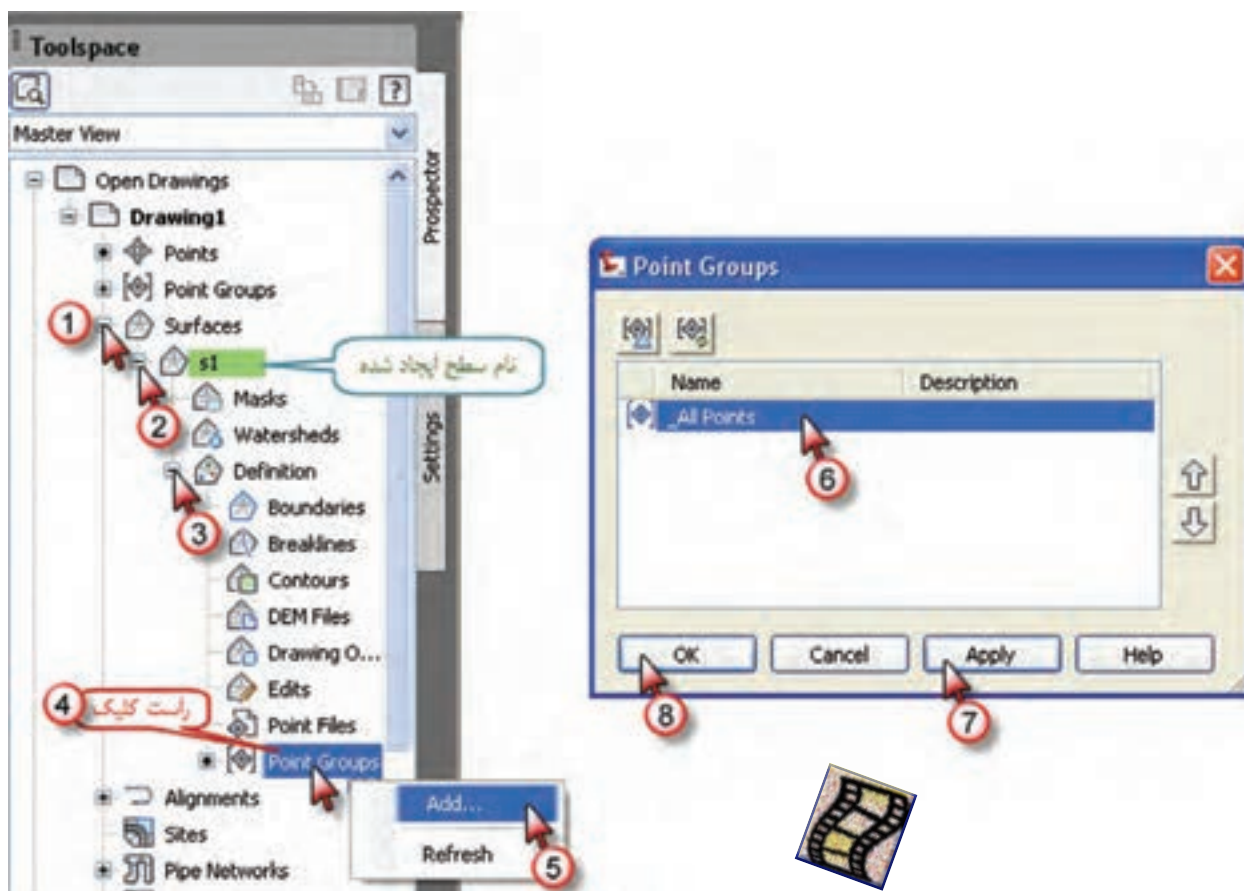 Toolspace
Master View
Open Drawings
Drawing1
Points
Point Groups
1
Surfaces
s1
نام سطح ایجاد شده
2
Masks
Watersheds
Definition
3
Boundaries
Breaklines
Contours
DEM Files
Drawing O...
Edits
4
راست کلیک
Point Files
Point Groups
Alignments
Add...
Sites
Refresh
5
Pipe Networks
Prospector
Settings
Point Groups
Name Description
_All Points
6
OK Cancel Apply Help
8
7